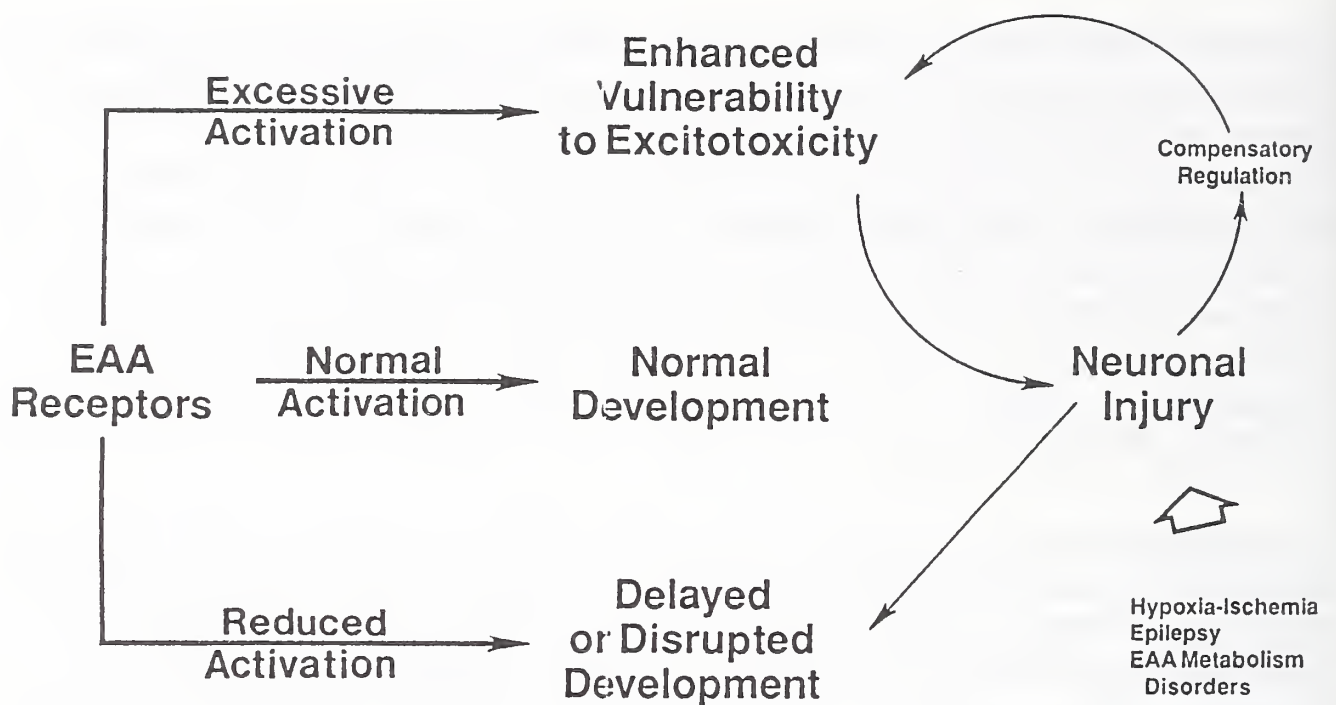 Enhanced
Vulnerability
to Excitotoxicity
Excessive
Activation
Compensatory
Regulation
EAA
Receptors
Normal
Activation
Normal
Development
Neuronal
Injury
Reduced
Activation
Delayed
or Disrupted
Development
Hypoxia-Ischemia
Epilepsy
EAA Metabolism
Disorders